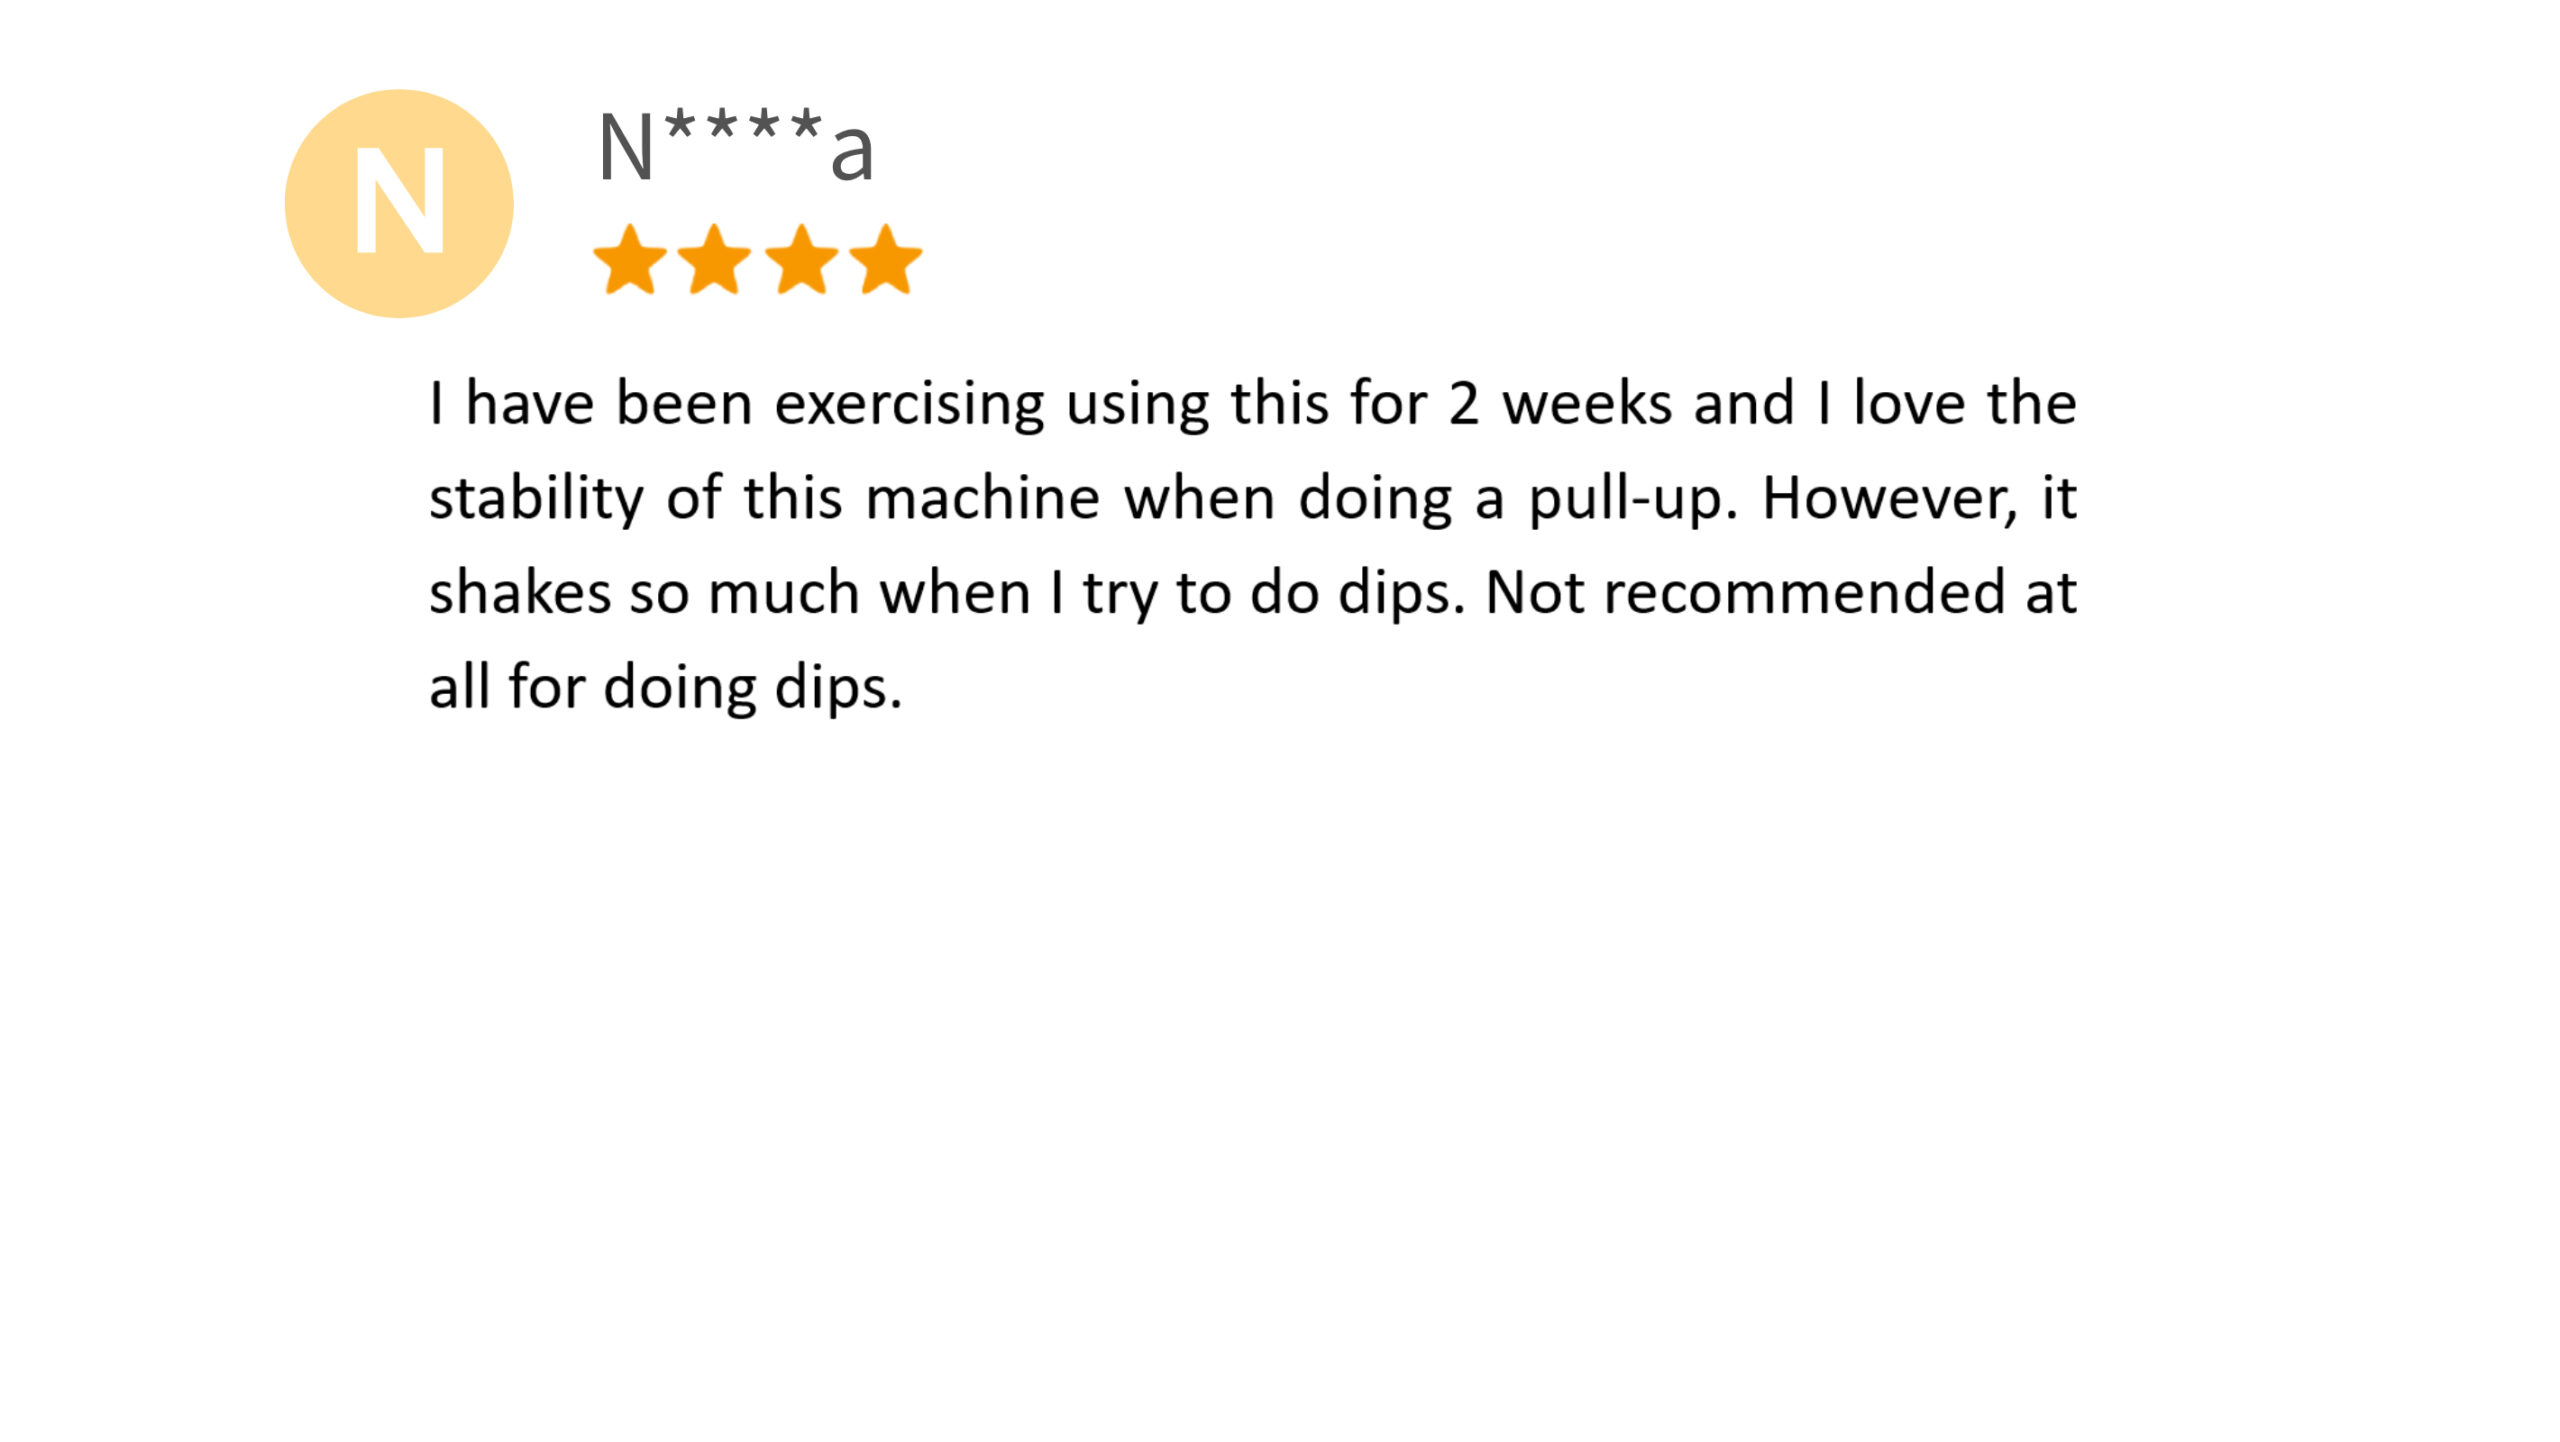 N
N****a
I have been exercising using this for 2 weeks and I love the
stability of this machine when doing a pull-up. However, it
shakes so much when I try to do dips. Not recommended at
all for doing dips.